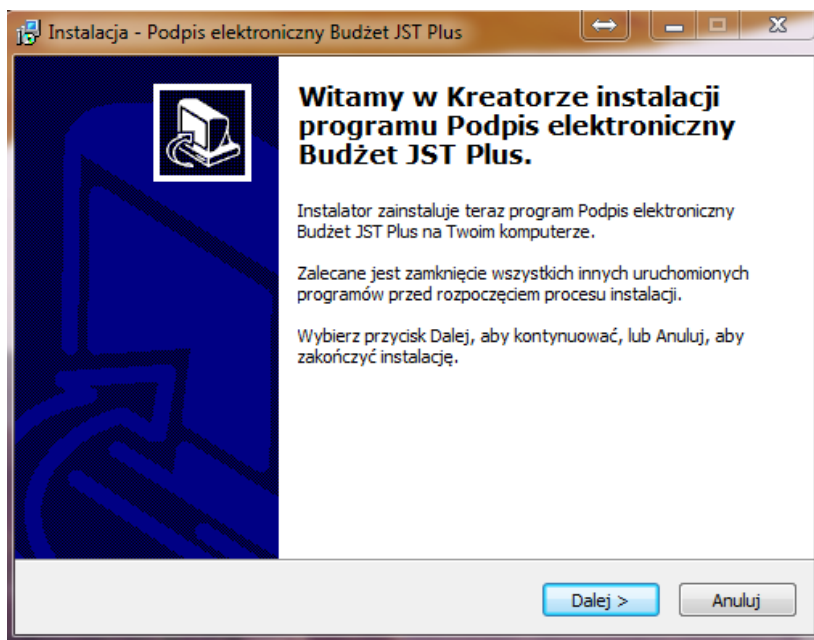 Instalacja - Podpis elektroniczny Budżet JST Plus
Witamy w Kreatorze instalacji
programu Podpis elektroniczny
Budżet JST Plus.
Instalator zainstaluje teraz program Podpis elektroniczny
Budżet JST Plus na Twoim komputerze.
Zalecane jest zamknięcie wszystkich innych uruchomionych
programów przed rozpoczęciem procesu instalacji.
Wybierz przycisk Dalej, aby kontynuować, lub Anuluj, aby
zakończyć instalację.
Dalej >
Anuluj